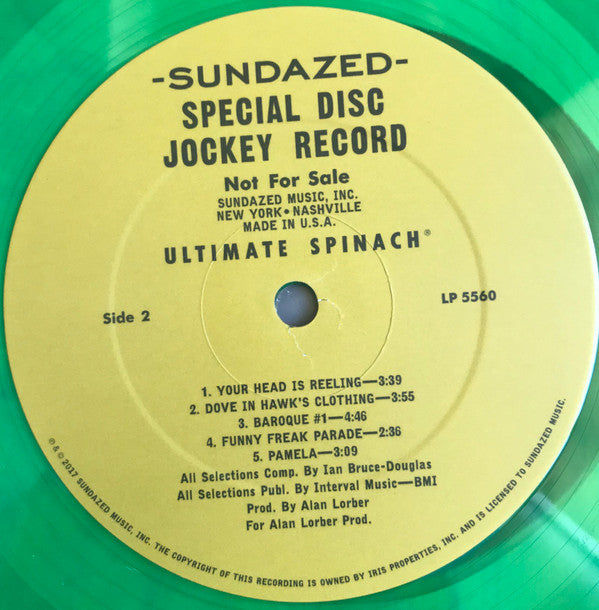 -SUNDAZED-
SPECIAL DISC
JOCKEY RECORD
Not For Sale
SUNDAZED MUSIC, INC.
NEW YORK • NASHVILLE
MADE IN U.S.A.
ULTIMATE SPINACH®
Side 2
LP 5560
1. YOUR HEAD IS REELING—3:39
2. DOVE IN HAWK'S CLOTHING—3:55
3. BAROQUE #1—4:46
4. FUNNY FREAK PARADE—2:36
5. PAMELA—3:09
All Selections Comp. By Ian Bruce-Douglas
All Selections Publ. By Interval Music—BMI
Prod. By Alan Lorber
For Alan Lorber Prod.
℗ & © 2017 SUNDAZED MUSIC, INC. THE COPYRIGHT OF THIS RECORDING IS OWNED BY IRIS PROPERTIES, INC. AND IS LICENSED TO SUNDAZED MUSIC.